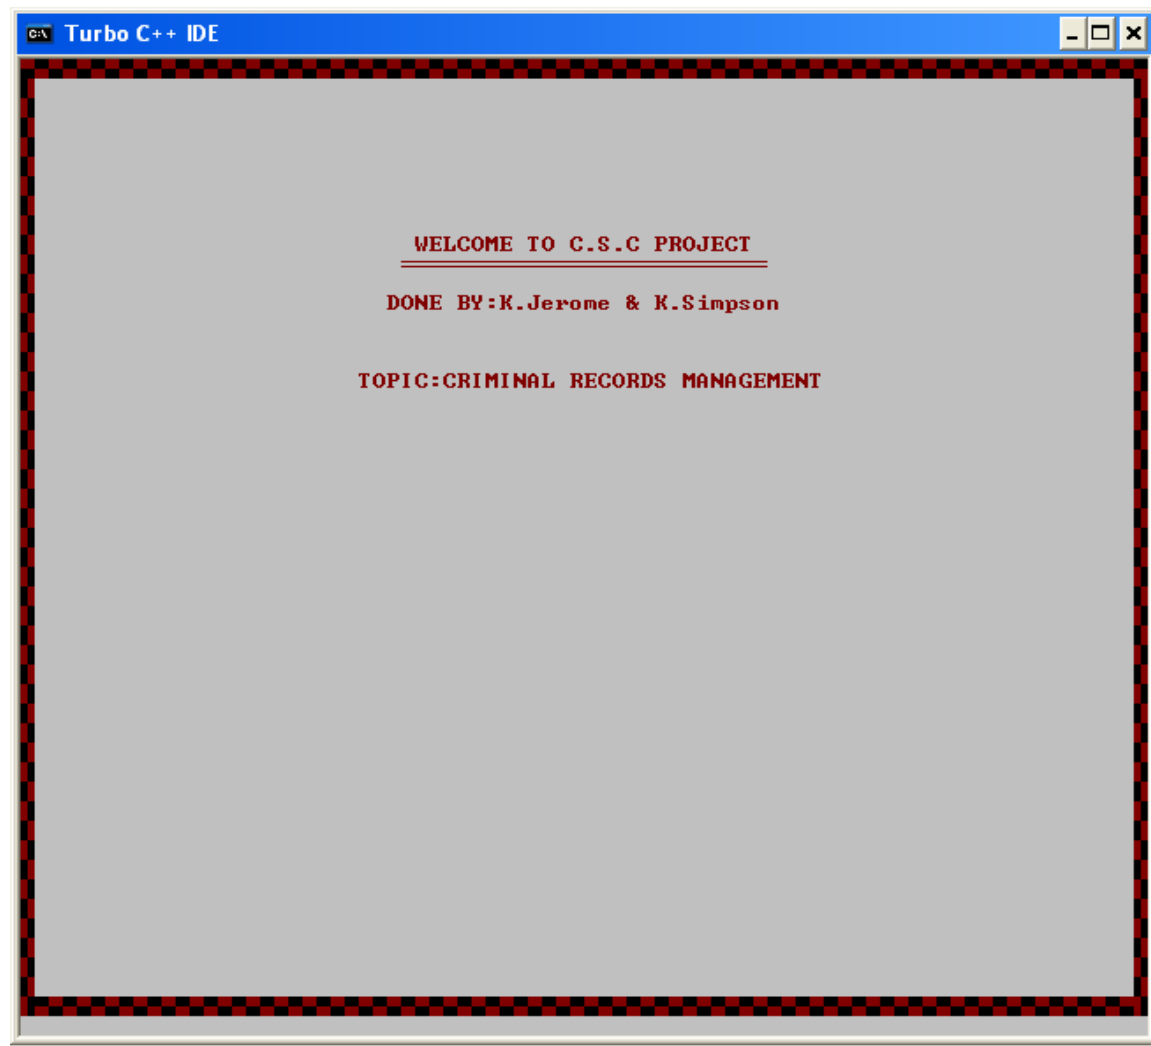 Turbo C++ IDE
WELCOME TO C.S.C PROJECT
DONE BY:K.Jerome & K.Simpson
TOPIC:CRIMINAL RECORDS MANAGEMENT